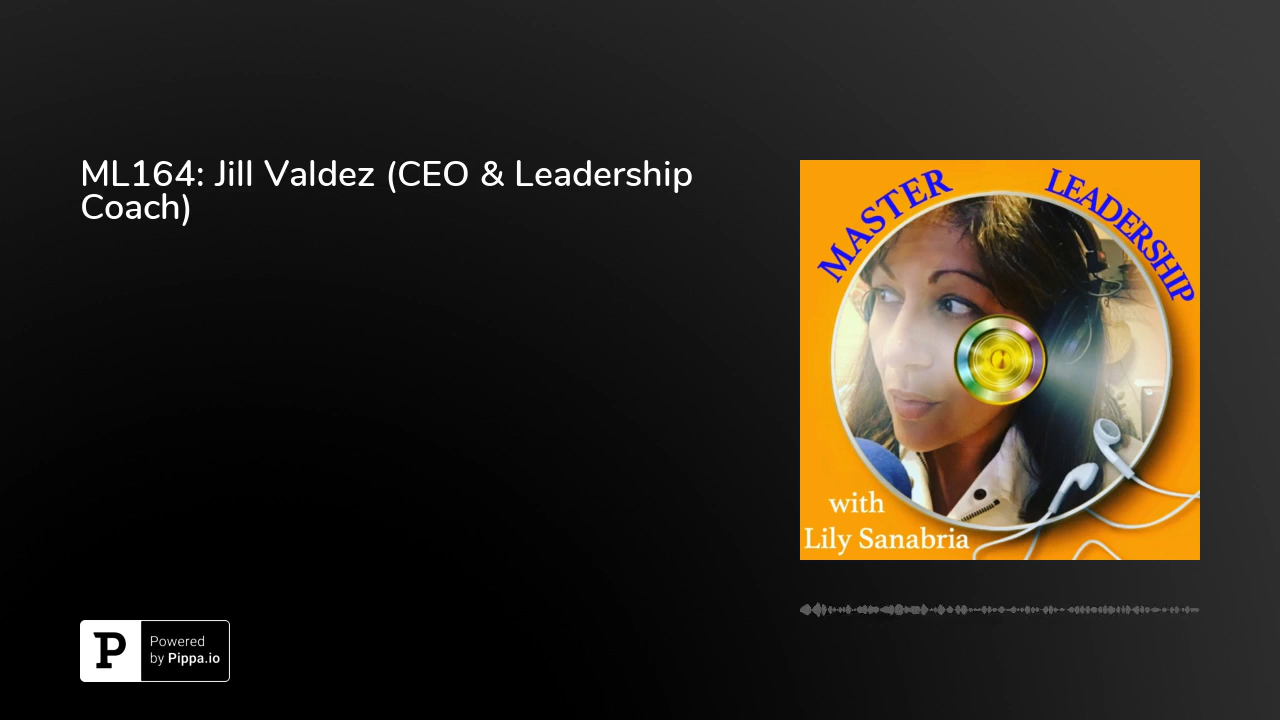 ML164: Jill Valdez (CEO & Leadership
Coach)
MASTER LEADERSHIP
with
Lily Sanabria
P
Powered
by Pippa.io